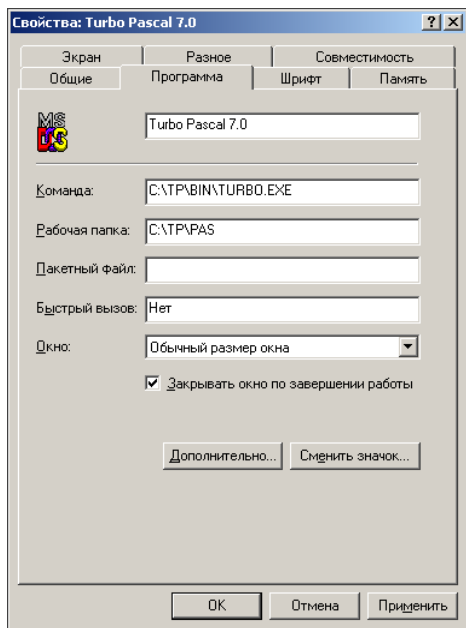 Свойства: Turbo Pascal 7.0
Экран Разное Совместимость
Общие Программа Шрифт Память
MS DOS
Turbo Pascal 7.0
Команда: C:\TP\BIN\TURBO.EXE
Рабочая папка: C:\TP\PAS
Пакетный файл:
Быстрый вызов: Нет
Окно: Обычный размер окна
Закрывать окно по завершении работы
Дополнительно... Сменить значок...
OK Отмена Применить